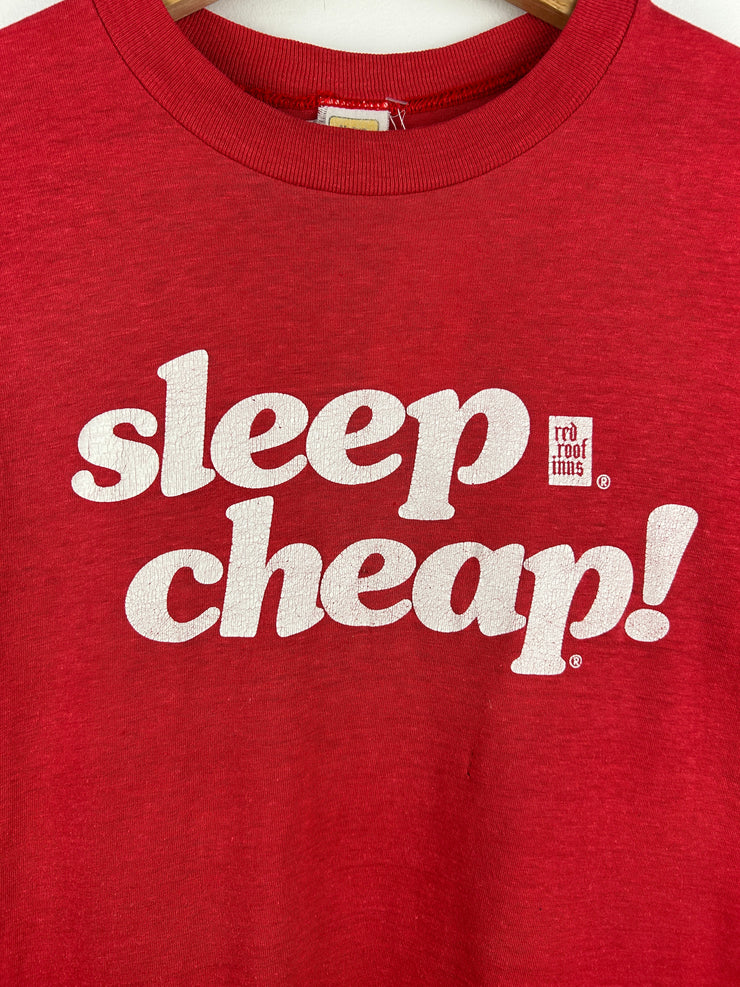 sleep
red
roof
inns
®
cheap!
®